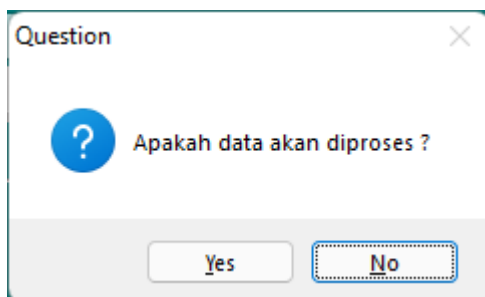 Question
Apakah data akan diproses ?
Yes
No